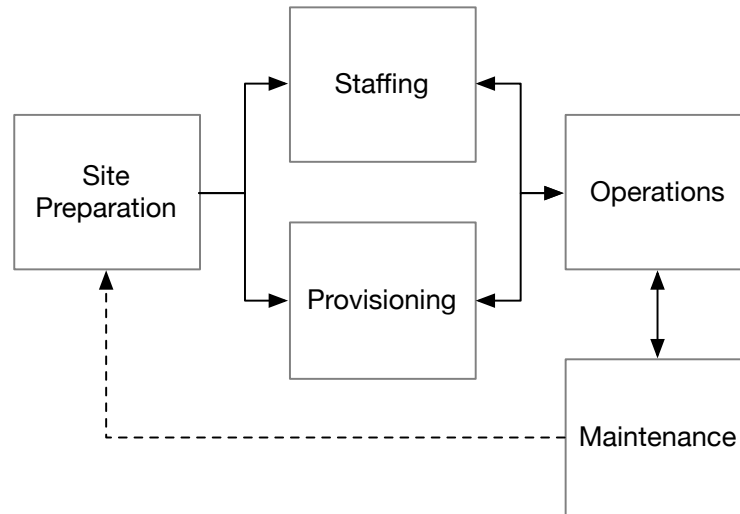 Staffing
Site
Preparation
Operations
Provisioning
Maintenance